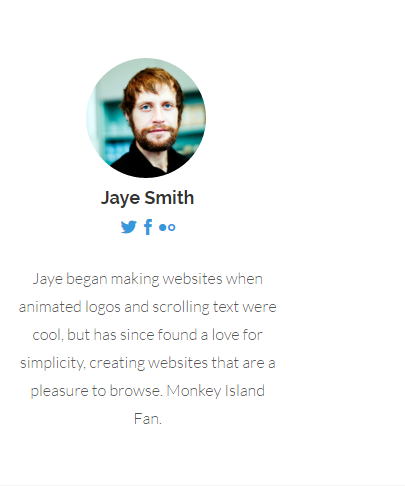 Jaye Smith
Jaye began making websites when
animated logos and scrolling text were
cool, but has since found a love for
simplicity, creating websites that are a
pleasure to browse. Monkey Island
Fan.